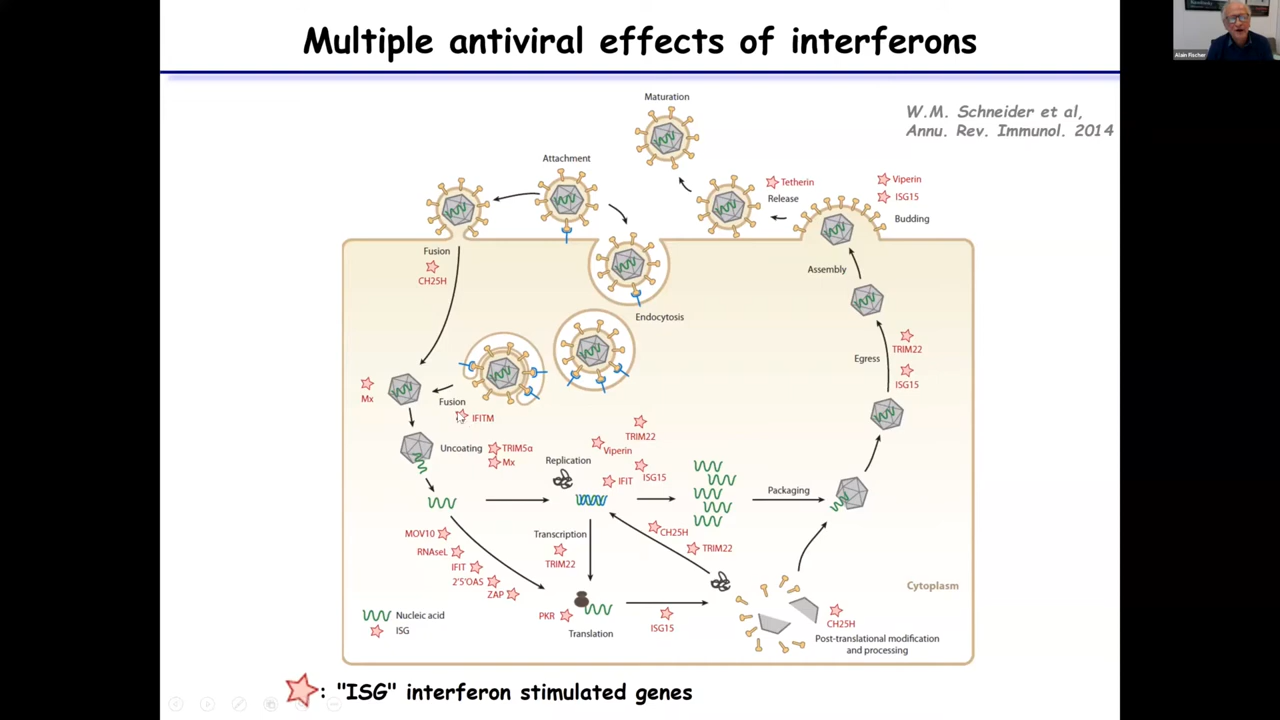 Multiple antiviral effects of interferons
Alain Fischer
W.M. Schneider et al,
Annu. Rev. Immunol. 2014
Maturation
Attachment
Tetherin
Release
Viperin
ISG15
Budding
Fusion
CH25H
Assembly
Endocytosis
TRIM22
Egress
ISG15
Mx
Fusion
IFITM
Uncoating
TRIM5α
Mx
Replication
TRIM22
Viperin
ISG15
IFIT
Packaging
MOV10
RNAseL
IFIT
2'5'OAS
ZAP
Transcription
TRIM22
CH25H
TRIM22
Cytoplasm
PKR
Translation
ISG15
CH25H
Post-translational modification
and processing
Nucleic acid
ISG
: "ISG" interferon stimulated genes